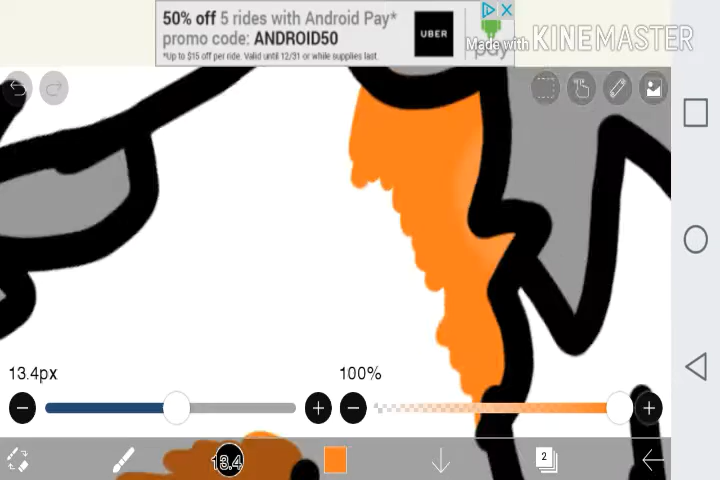 50% off 5 rides with Android Pay*
promo code: ANDROID50
*Up to $15 off per ride. Valid until 12/31 or while supplies last.
UBER
pay
Made with KINEMASTER
13.4px
100%
13.4
2